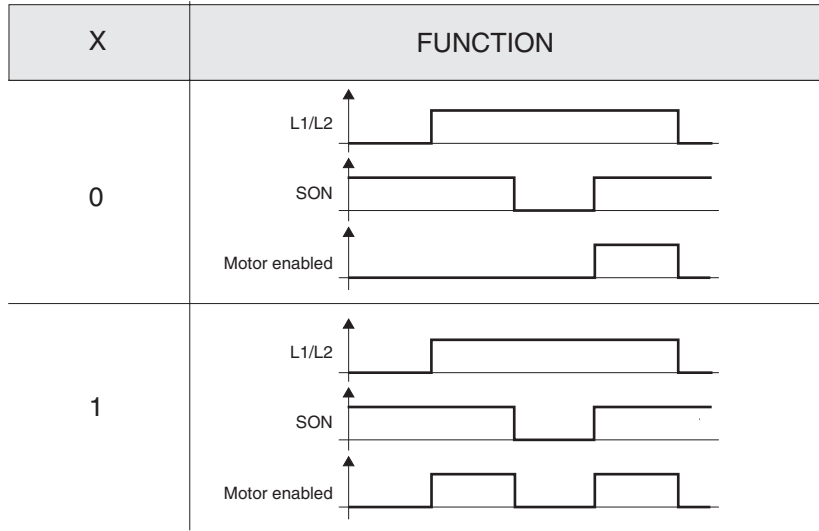 X FUNCTION
L1/L2
0 SON
Motor enabled
L1/L2
1 SON
Motor enabled